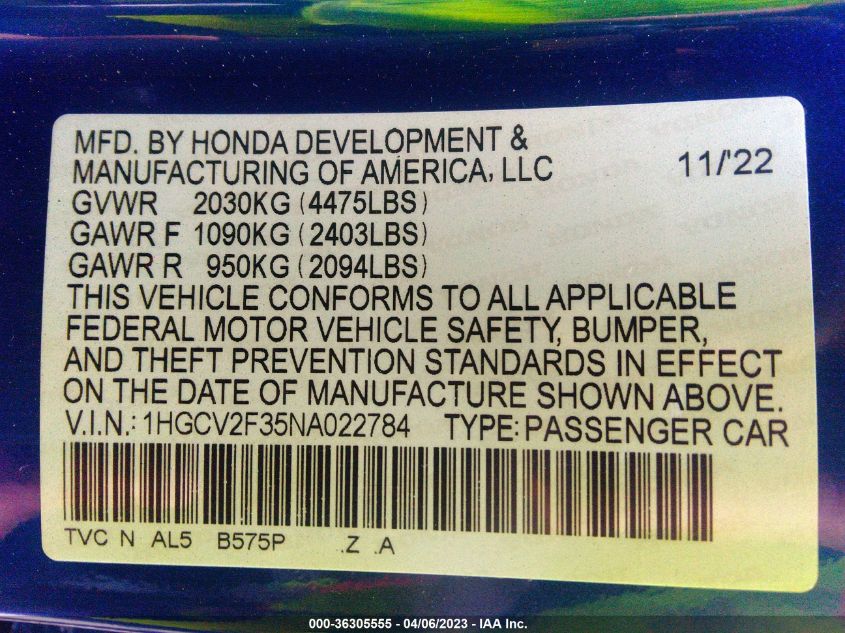 MFD. BY HONDA DEVELOPMENT &
MANUFACTURING OF AMERICA, LLC 11/'22
GVWR 2030KG (4475LBS)
GAWR F 1090KG (2403LBS)
GAWR R 950KG (2094LBS)
THIS VEHICLE CONFORMS TO ALL APPLICABLE
FEDERAL MOTOR VEHICLE SAFETY, BUMPER,
AND THEFT PREVENTION STANDARDS IN EFFECT
ON THE DATE OF MANUFACTURE SHOWN ABOVE.
V.I.N.: 1HGCV2F35NA022784 TYPE: PASSENGER CAR
TVC N AL5 B575P .Z .A
000-36305555 - 04/06/2023 - IAA Inc.